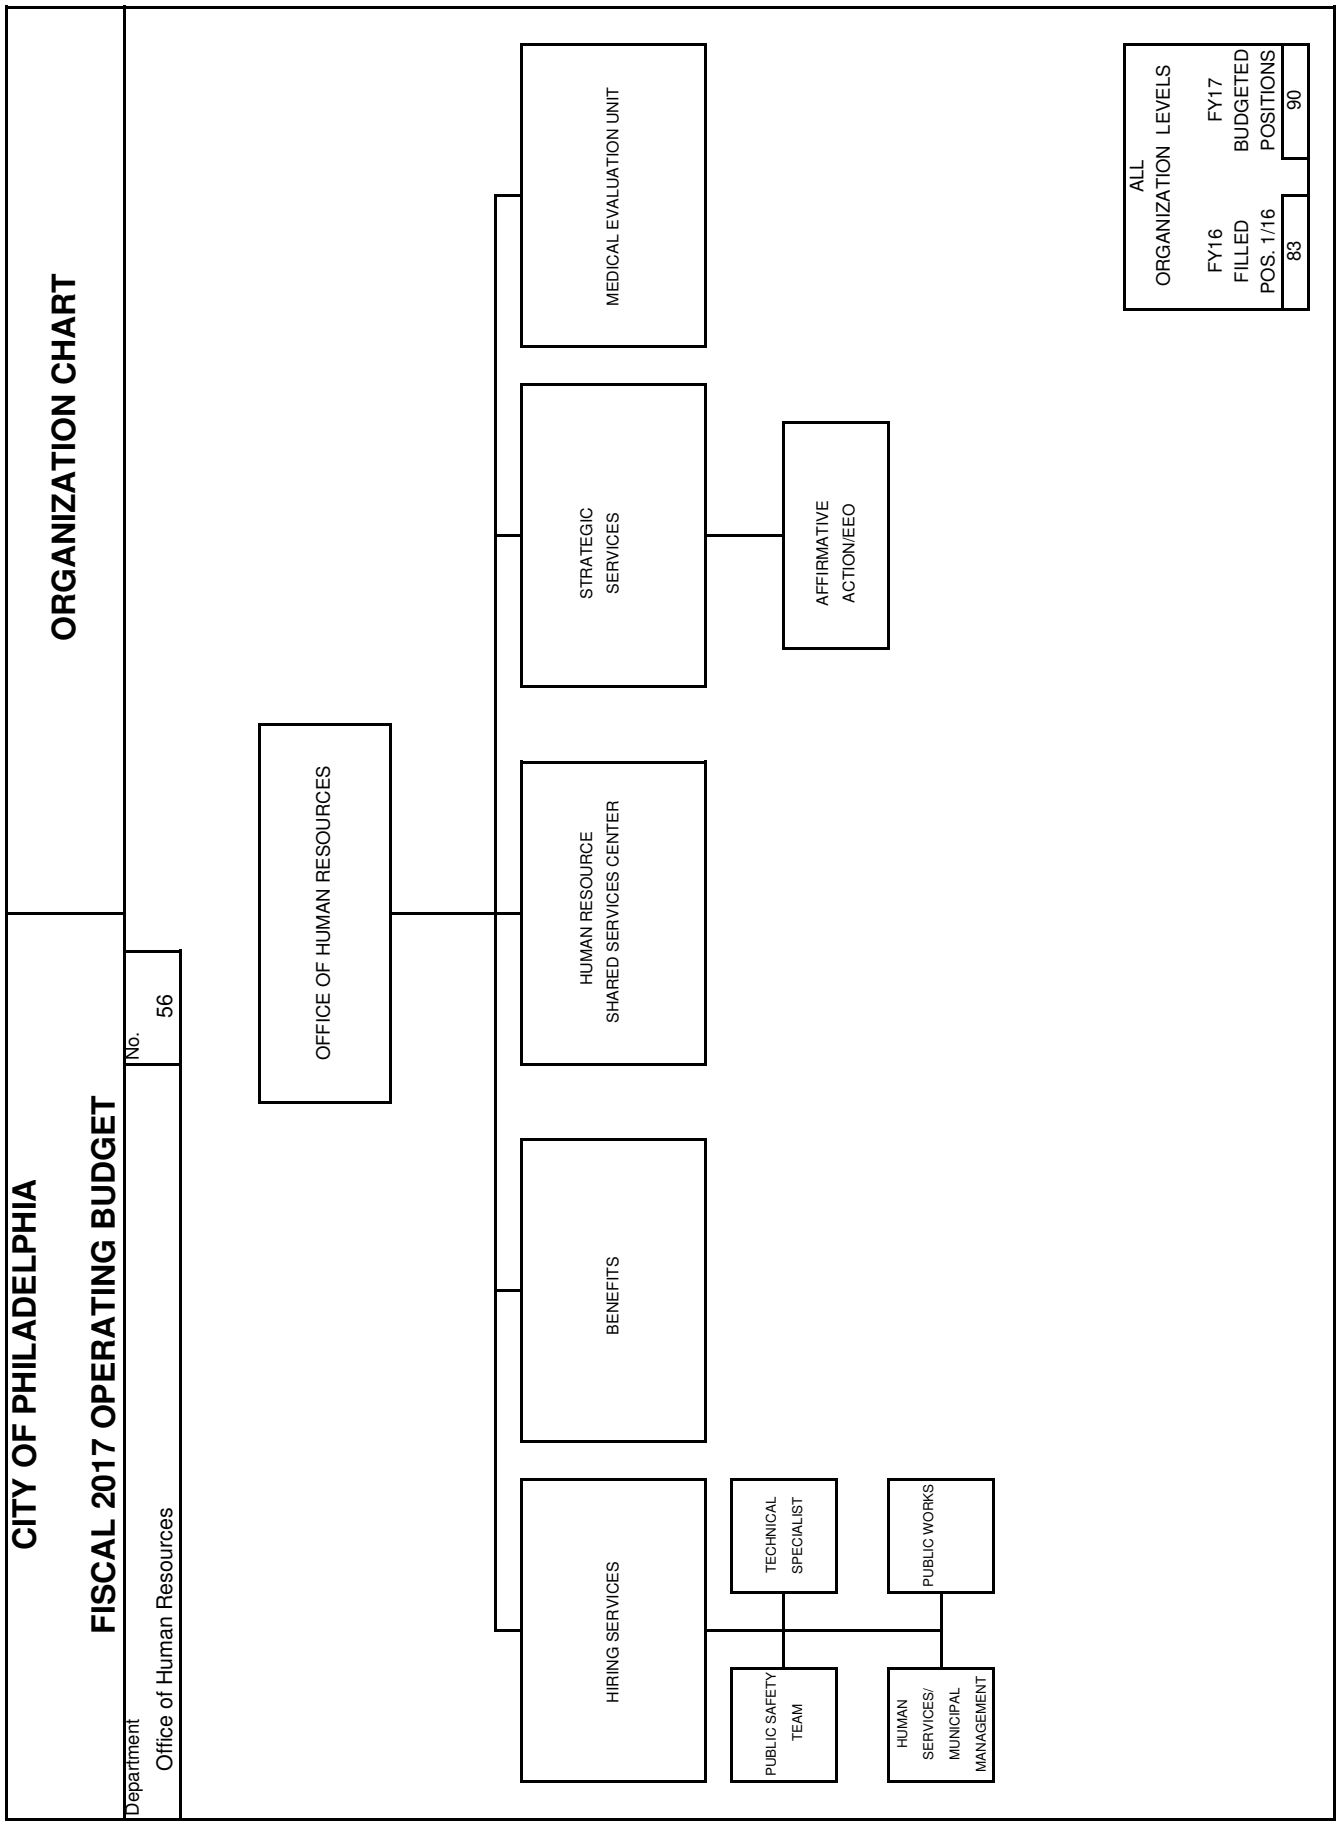 CITY OF PHILADELPHIA
ORGANIZATION CHART
FISCAL 2017 OPERATING BUDGET
Department
No.
Office of Human Resources
56
OFFICE OF HUMAN RESOURCES
HIRING SERVICES
BENEFITS
HUMAN RESOURCE
SHARED SERVICES CENTER
STRATEGIC
SERVICES
MEDICAL EVALUATION UNIT
PUBLIC SAFETY
TEAM
TECHNICAL
SPECIALIST
AFFIRMATIVE
ACTION/EEO
HUMAN
SERVICES/
MUNICIPAL
MANAGEMENT
PUBLIC WORKS
ALL
ORGANIZATION LEVELS
FY16
FILLED
POS. 1/16
83
FY17
BUDGETED
POSITIONS
90